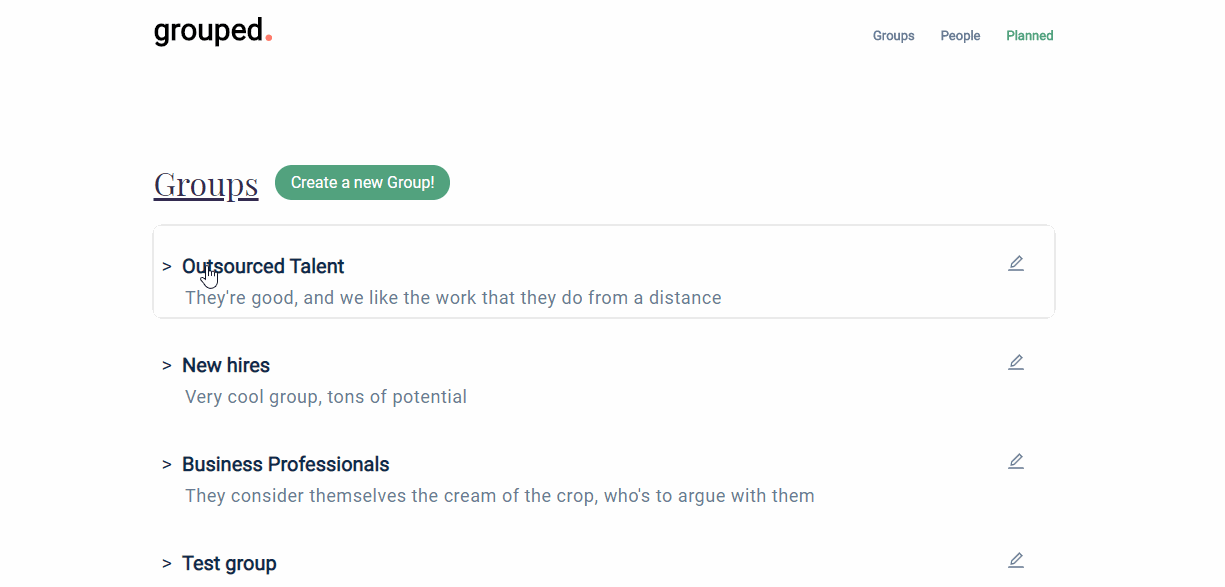 grouped.
Groups People Planned
Groups Create a new Group!
> Outsourced Talent
They're good, and we like the work that they do from a distance
> New hires
Very cool group, tons of potential
> Business Professionals
They consider themselves the cream of the crop, who's to argue with them
> Test group